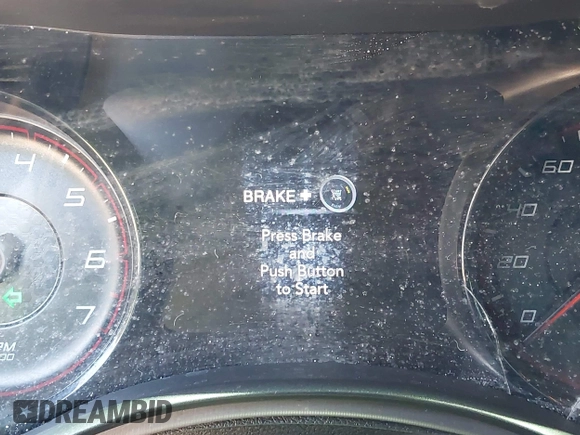 4
5
6
7
BRAKE +
Press Brake
and
Push Button
to Start
60
40
20
0
DREAMBID